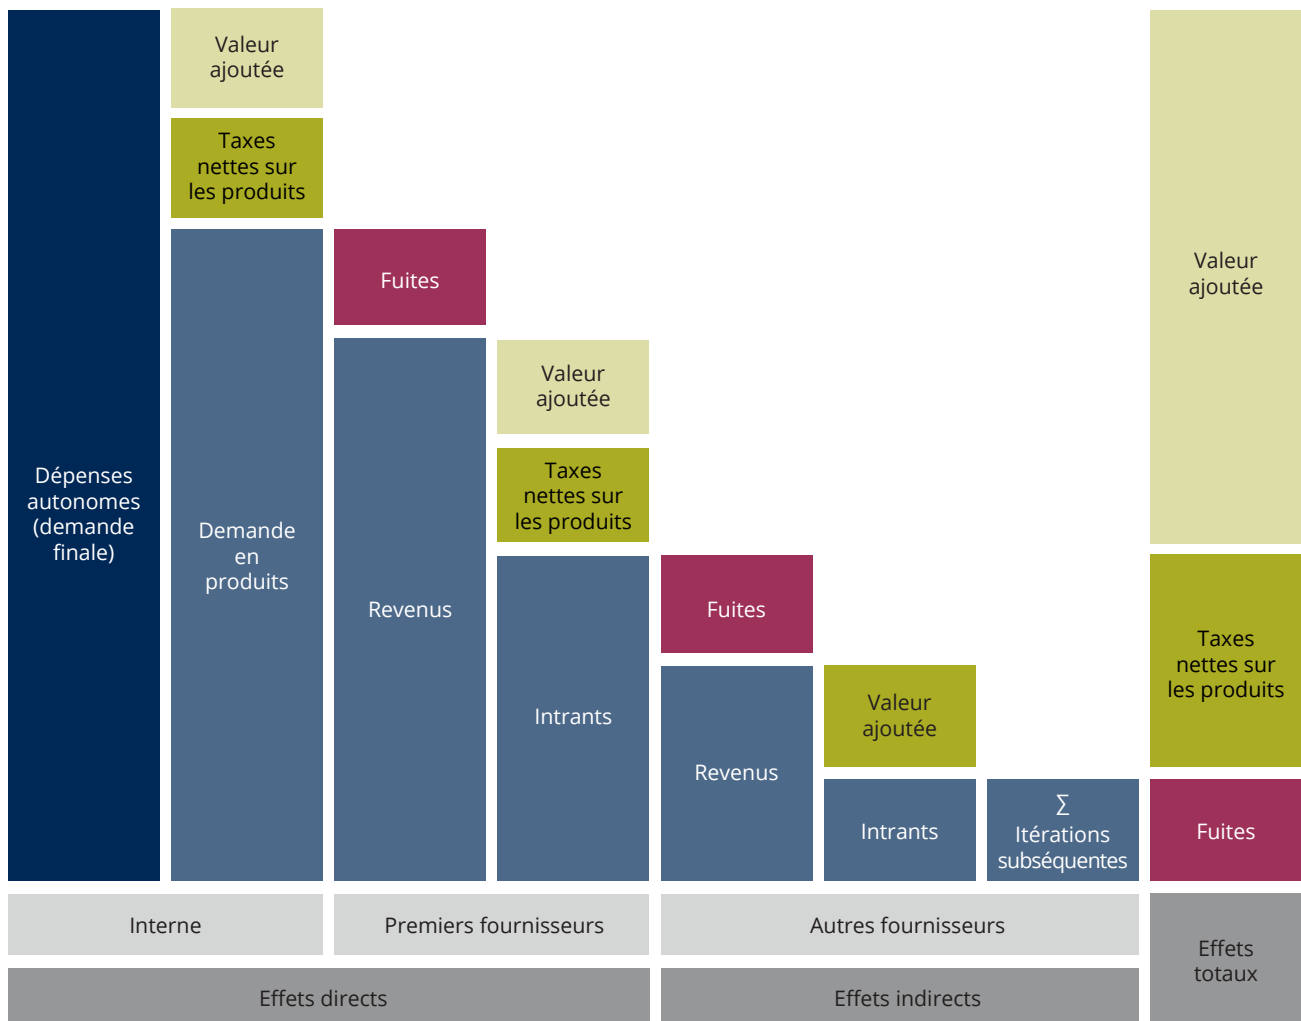 Dépenses
autonomes
(demande
finale)
Valeur
ajoutée
Taxes
nettes sur
les produits
Demande
en
produits
Fuites
Revenus
Valeur
ajoutée
Taxes
nettes sur
les produits
Intrants
Fuites
Revenus
Valeur
ajoutée
Intrants
∑
Itérations
subséquentes
Valeur
ajoutée
Taxes
nettes sur
les produits
Fuites
Interne
Premiers fournisseurs
Autres fournisseurs
Effets
totaux
Effets directs
Effets indirects